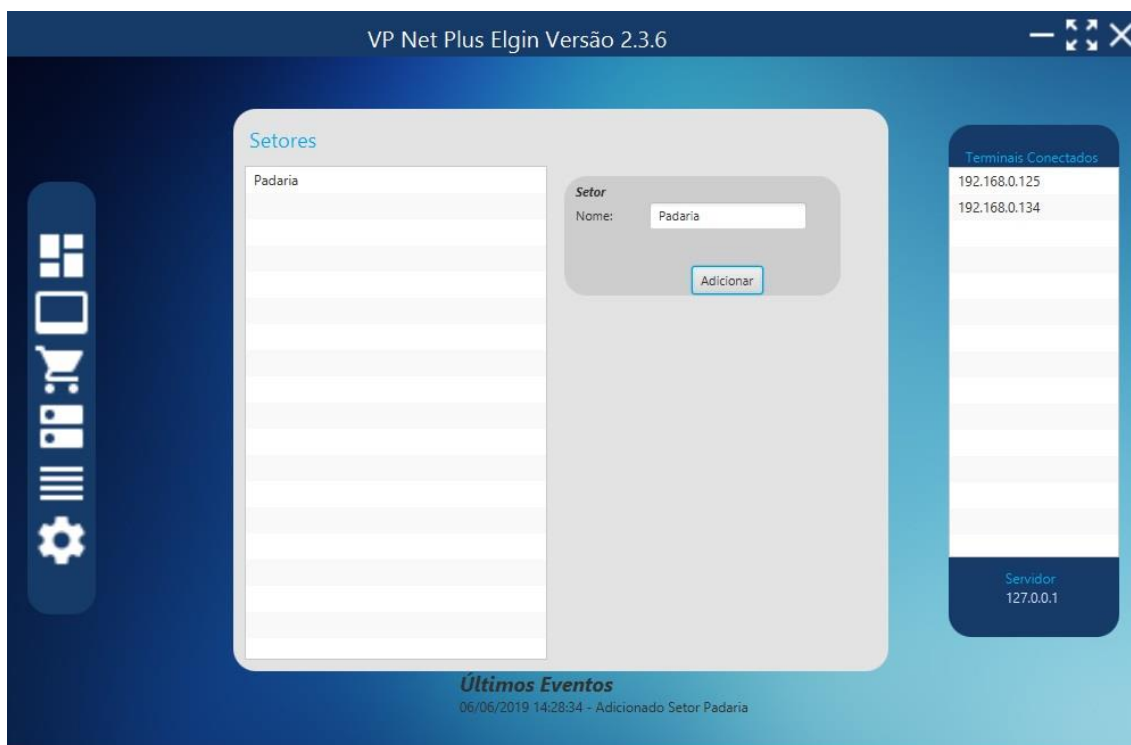 VP Net Plus Elgin Versão 2.3.6
Setores
Padaria
Setor
Nome: Padaria
Adicionar
Terminais Conectados
192.168.0.125
192.168.0.134
Servidor
127.0.0.1
Últimos Eventos
06/06/2019 14:28:34 - Adicionado Setor Padaria